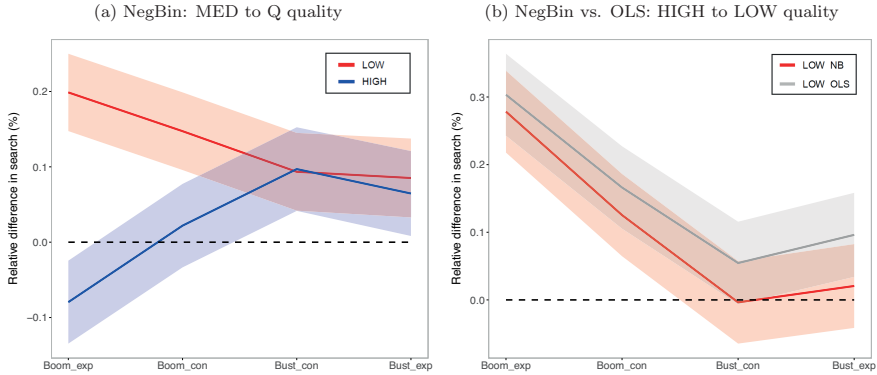 (a) NegBin: MED to Q quality
Relative difference in search (%)
0.2
0.1
0.0
−0.1
LOW
HIGH
Boom_exp
Boom_con
Bust_con
Bust_exp
(b) NegBin vs. OLS: HIGH to LOW quality
Relative difference in search (%)
0.3
0.2
0.1
0.0
LOW NB
LOW OLS
Boom_exp
Boom_con
Bust_con
Bust_exp